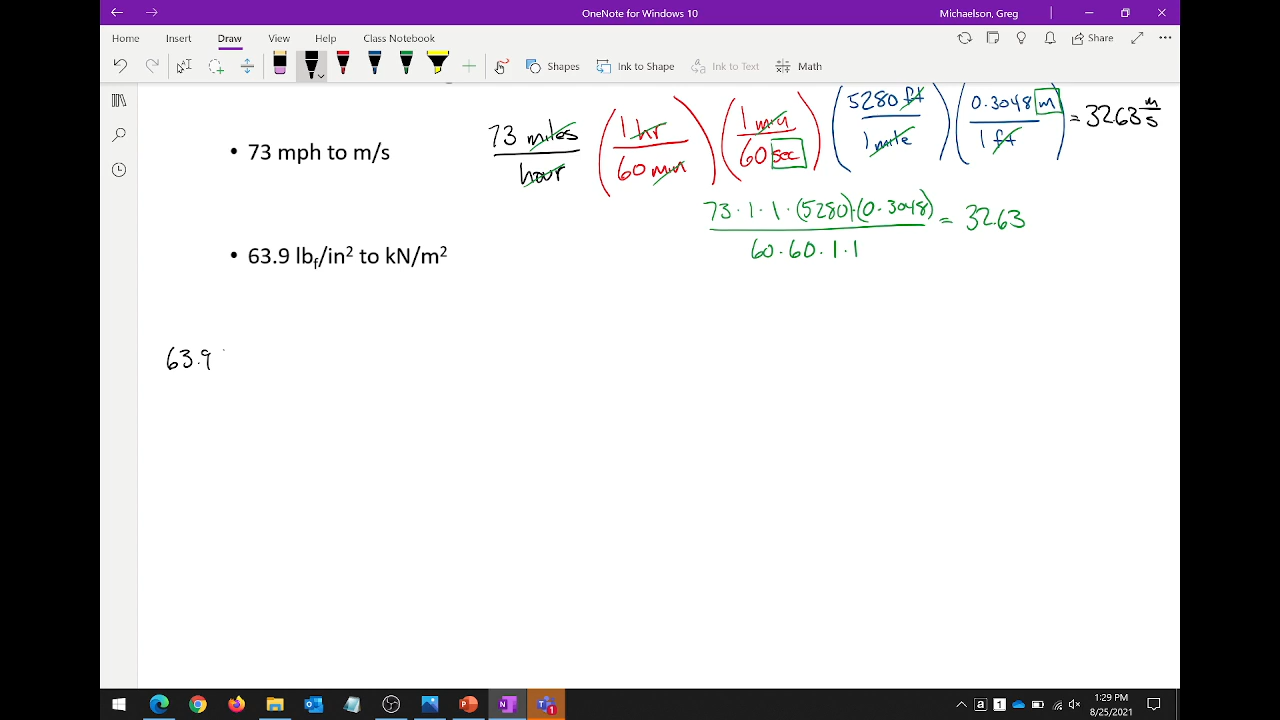 OneNote for Windows 10
Michaelson, Greg
Home Insert Draw View Help Class Notebook
Share
Shapes Ink to Shape Ink to Text Math
• 73 mph to m/s
73 miles / hour (1 hr / 60 min) (1 min / 60 sec) (5280 ft / 1 mile) (0.3048 m / 1 ft) = 32.63 m/s
73 · 1 · 1 · (5280) · (0.3048) / 60 · 60 · 1 · 1 = 32.63
• 63.9 lb_f/in² to kN/m²
63.9
1:29 PM
8/25/2021